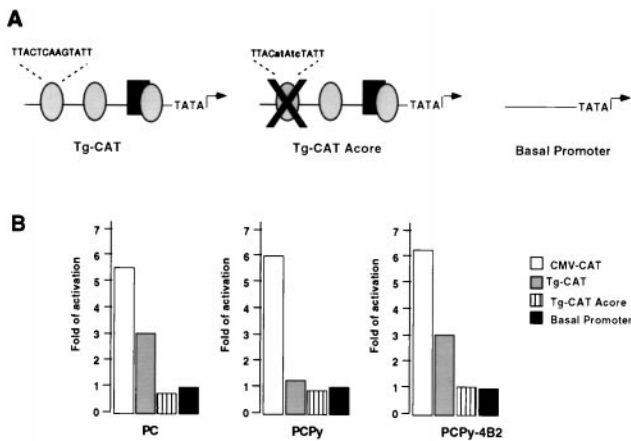 A
TTACTCAAGTATT
TTACatAtcTATT
TATA
TATA
TATA
Tg-CAT
Tg-CAT Acore
Basal Promoter
B
Fold of activation
7
6
5
4
3
2
1
0
PC
Fold of activation
7
6
5
4
3
2
1
0
PCPy
Fold of activation
7
6
5
4
3
2
1
0
PCPy-4B2
CMV-CAT
Tg-CAT
Tg-CAT Acore
Basal Promoter